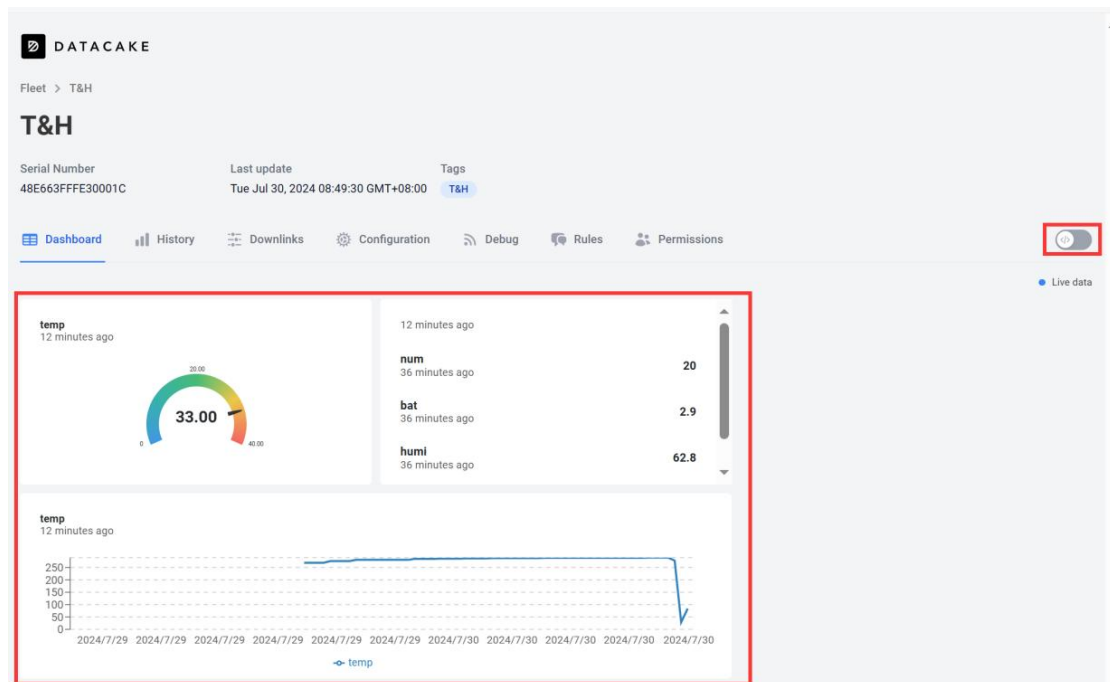 DATACAKE
Fleet > T&H
T&H
Serial Number Last update Tags
48E663FFFE30001C Tue Jul 30, 2024 08:49:30 GMT+08:00 T&H
Dashboard History Downlinks Configuration Debug Rules Permissions
Live data
temp
12 minutes ago
20.00
33.00
0
40.00
12 minutes ago
num
36 minutes ago
20
bat
36 minutes ago
2.9
humi
36 minutes ago
62.8
temp
12 minutes ago
250
200
150
100
50
0
2024/7/29 2024/7/29 2024/7/29 2024/7/29 2024/7/29 2024/7/29 2024/7/30 2024/7/30 2024/7/30 2024/7/30 2024/7/30
temp